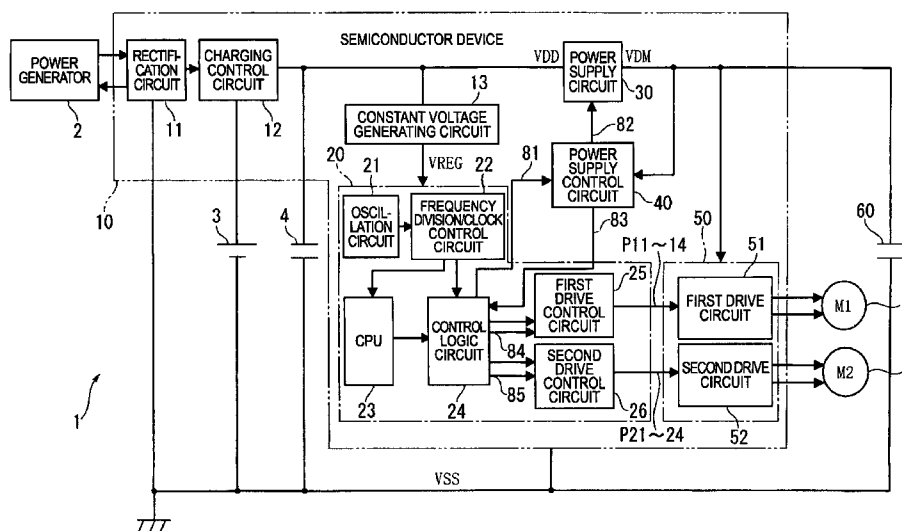 SEMICONDUCTOR DEVICE
POWER
GENERATOR
2
RECTIFI-
CATION
CIRCUIT
11
CHARGING
CONTROL
CIRCUIT
12
VDD
POWER
SUPPLY CIRCUIT
30
VDM
13
CONSTANT VOLTAGE
GENERATING CIRCUIT
VREG
82
81
POWER
SUPPLY CONTROL
CIRCUIT
40
83
10
3
4
20
21
OSCIL-
LATION
CIRCUIT
22
FREQUENCY
DIVISION/CLOCK
CONTROL
CIRCUIT
CPU
23
CONTROL
LOGIC
CIRCUIT
24
84
85
25
FIRST DRIVE
CONTROL
CIRCUIT
SECOND
DRIVE CONTROL
CIRCUIT
26
P11~14
P21~24
50
51
FIRST DRIVE
CIRCUIT
SECOND DRIVE
CIRCUIT
52
60
M1
M2
1
VSS